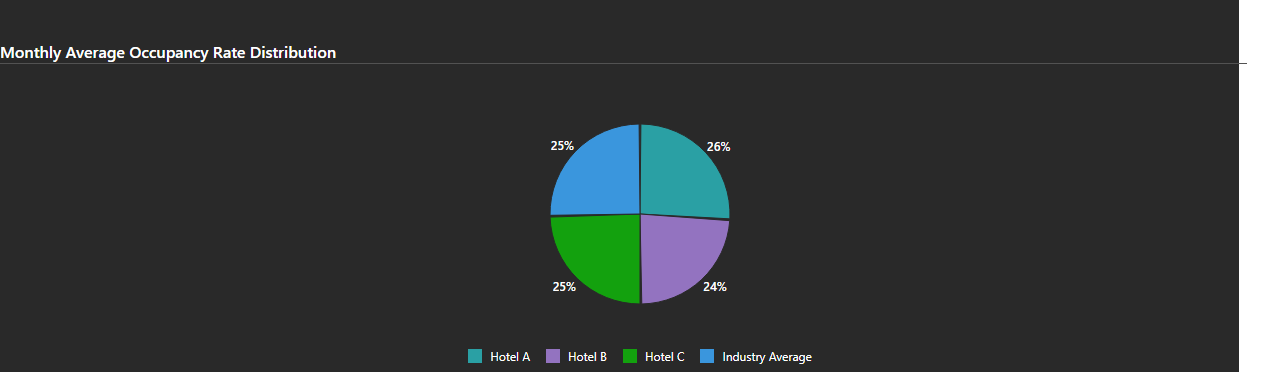 Monthly Average Occupancy Rate Distribution
25%
26%
25%
24%
Hotel A
Hotel B
Hotel C
Industry Average